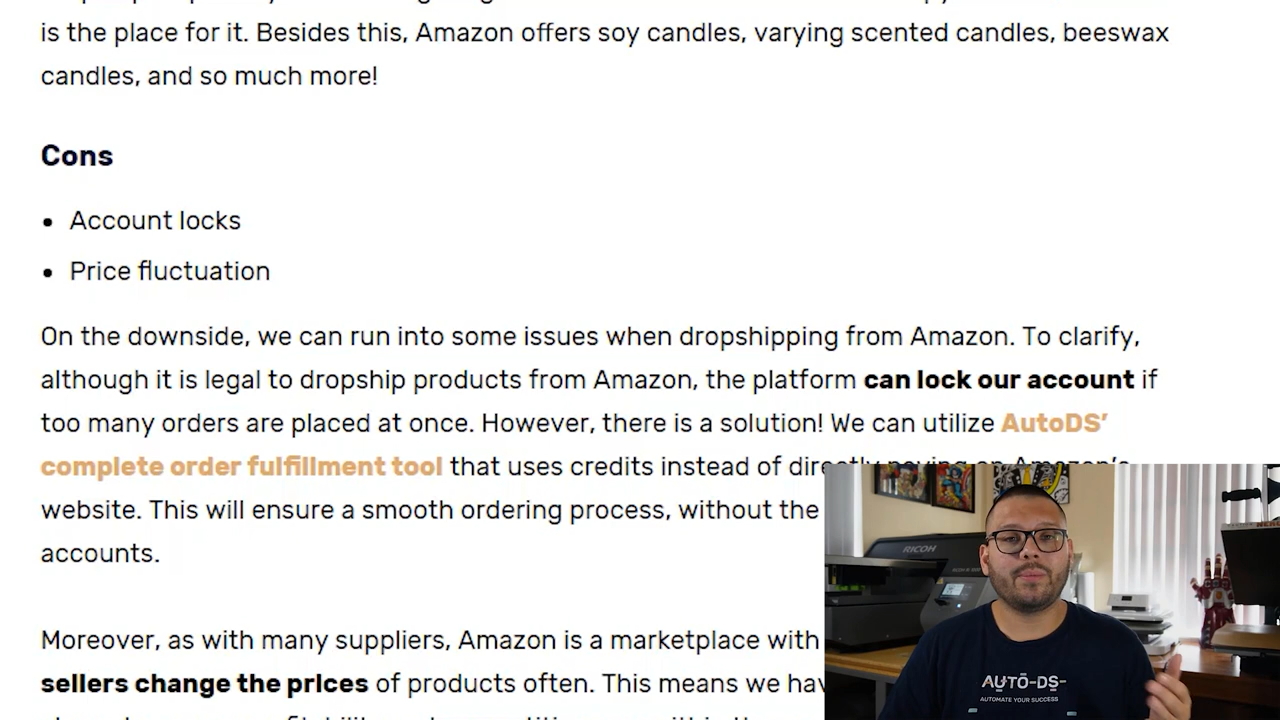 is the place for it. Besides this, Amazon offers soy candles, varying scented candles, beeswax
candles, and so much more!
Cons
• Account locks
• Price fluctuation
On the downside, we can run into some issues when dropshipping from Amazon. To clarify,
although it is legal to dropship products from Amazon, the platform can lock our account if
too many orders are placed at once. However, there is a solution! We can utilize AutoDS’
complete order fulfillment tool that uses credits instead of directly paying on Amazon’s
website. This will ensure a smooth ordering process, without the
accounts.
Moreover, as with many suppliers, Amazon is a marketplace with
sellers change the prices of products often. This means we hav
RICOH
AUTO-DS-
AUTOMATE YOUR SUCCESS